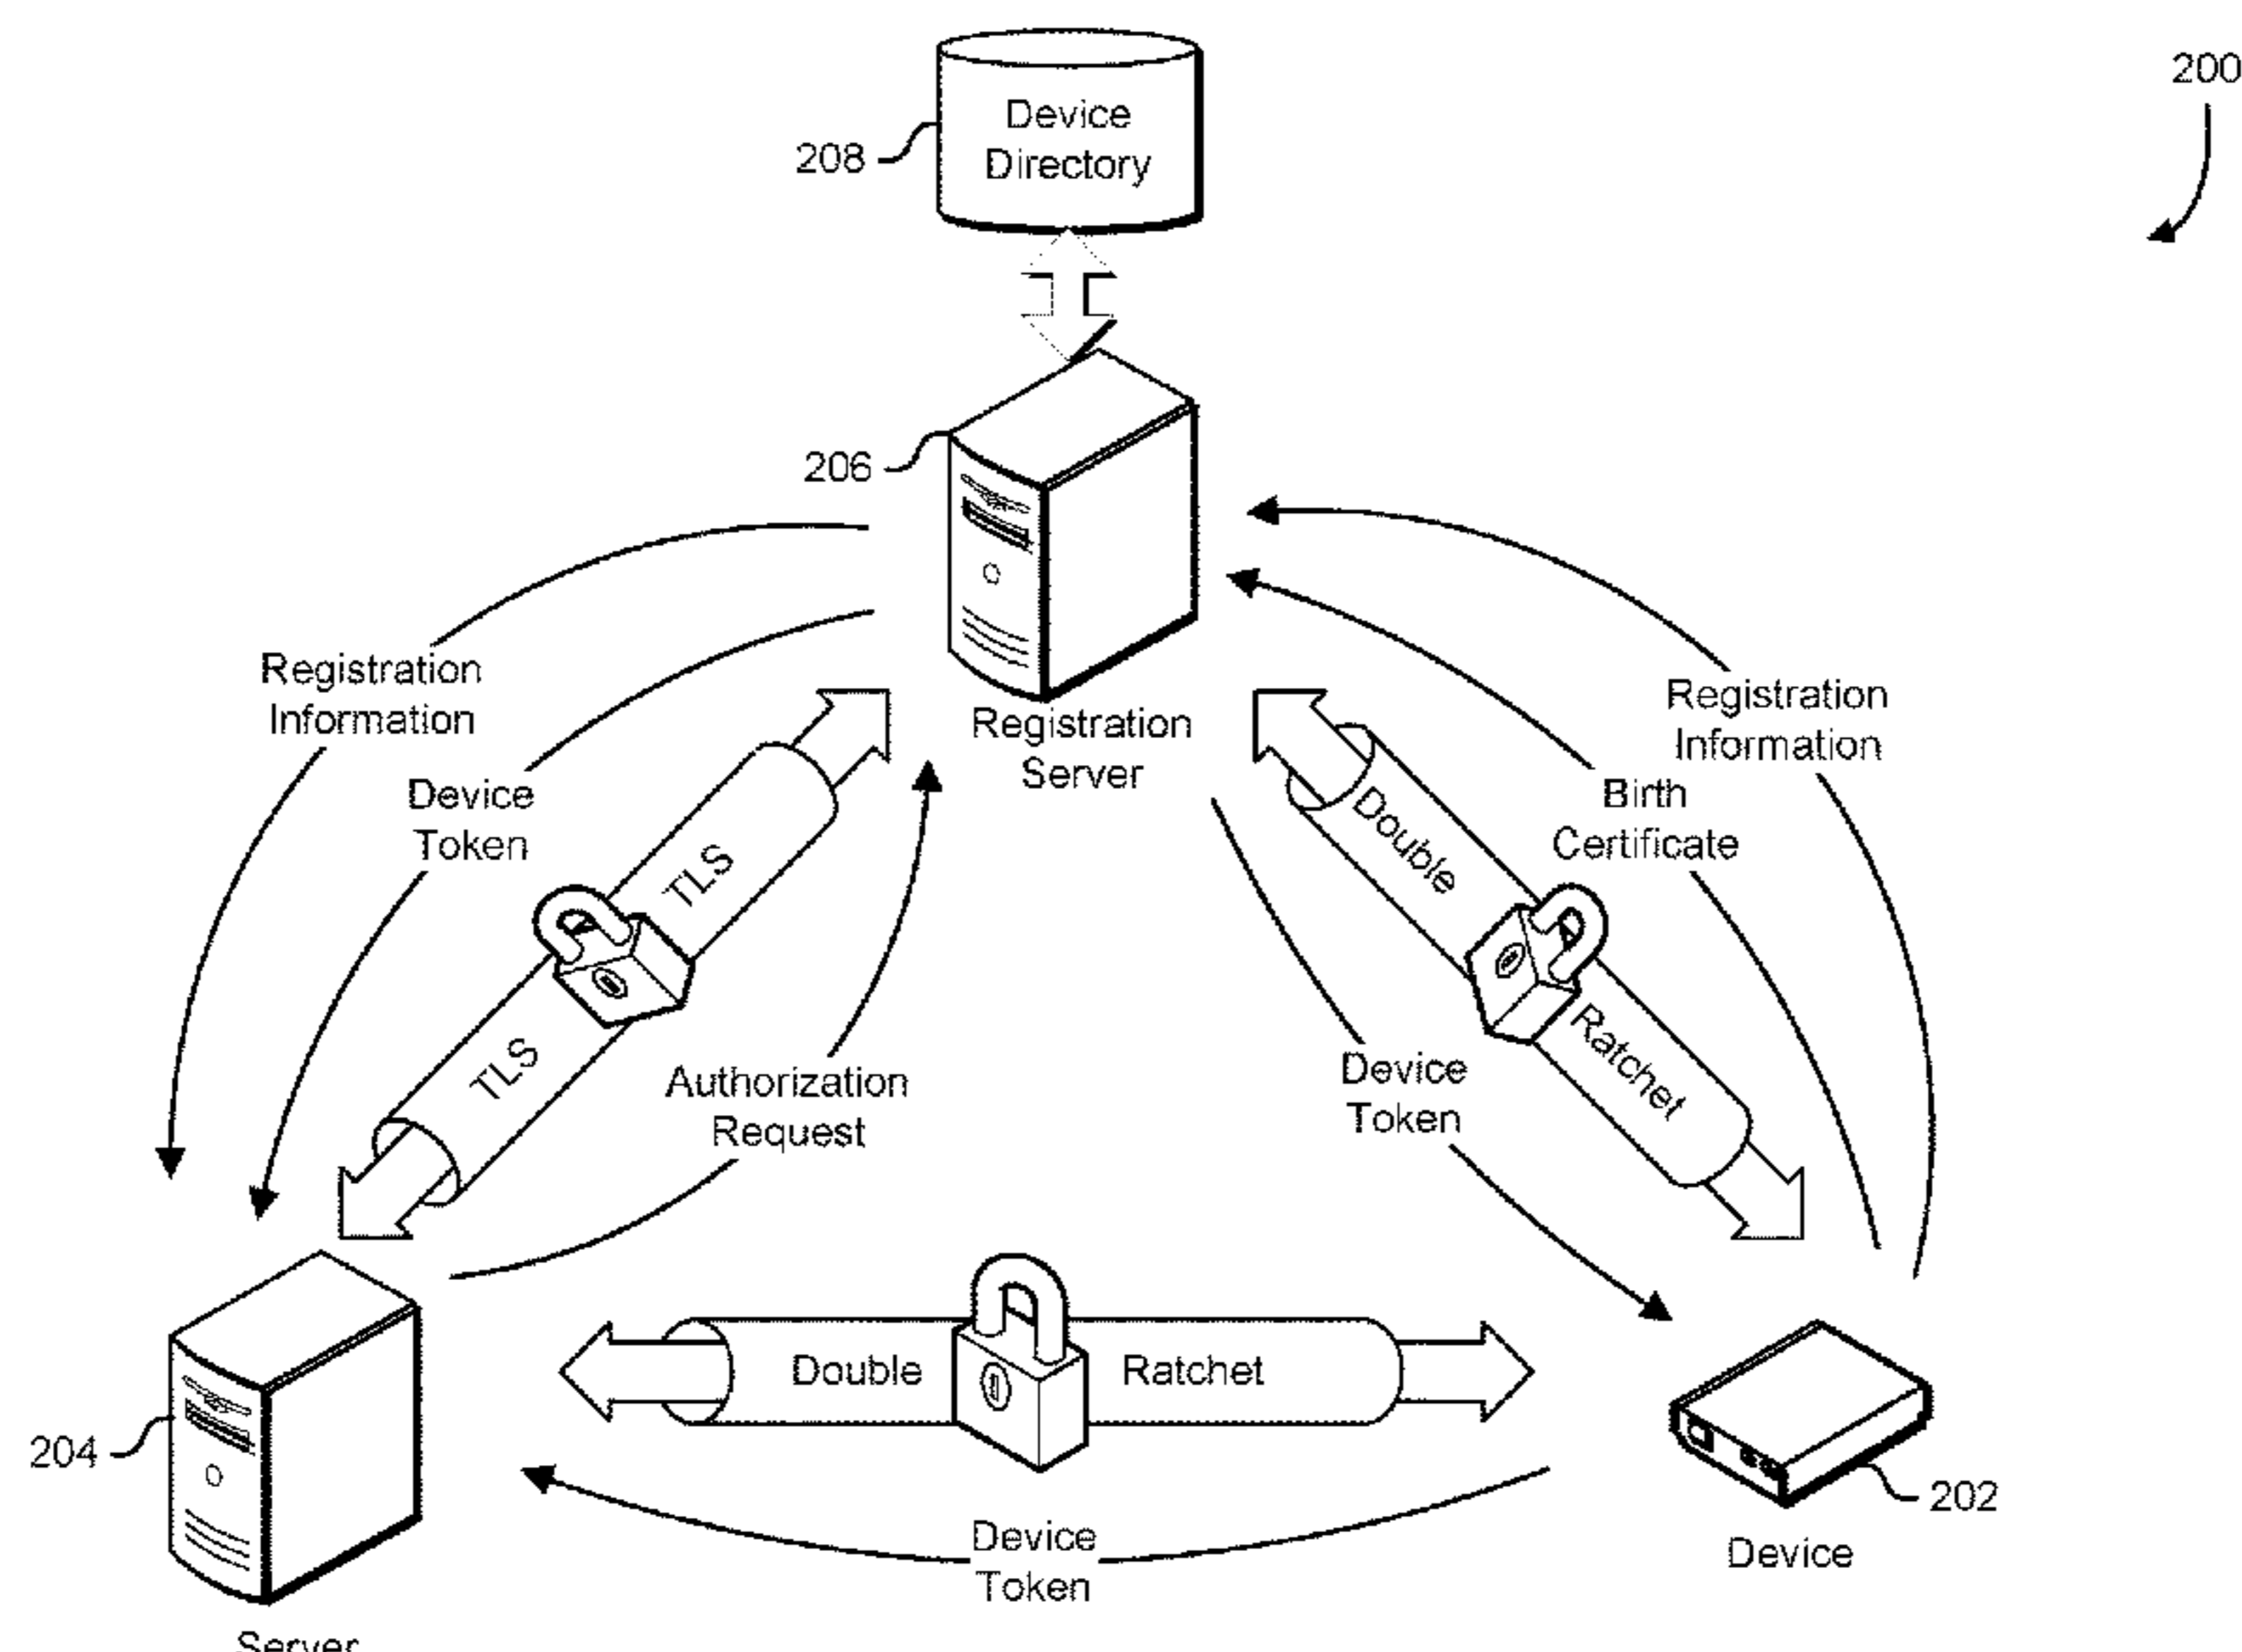 200
Device
Directory
208
206
Registration
Server
Registration
Information
Registration
Information
Device
Token
Birth
Certificate
TLS
TLS
Double
Ratchet
Authorization
Request
Device
Token
Double
Ratchet
204
202
Device
Device
Token
Server